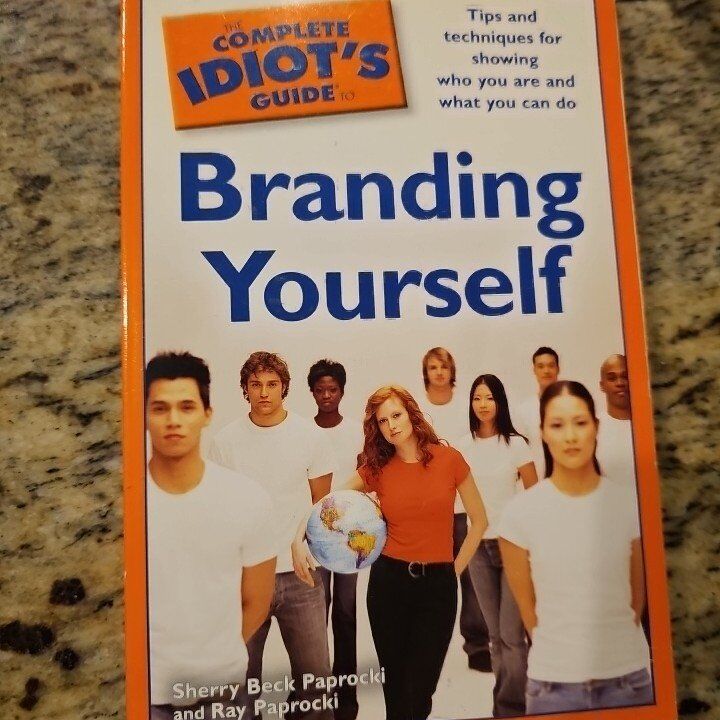 THE
COMPLETE
IDIOT'S
GUIDE TO
Tips and
techniques for
showing
who you are and
what you can do
Branding
Yourself
Sherry Beck Paprocki
and Ray Paprocki